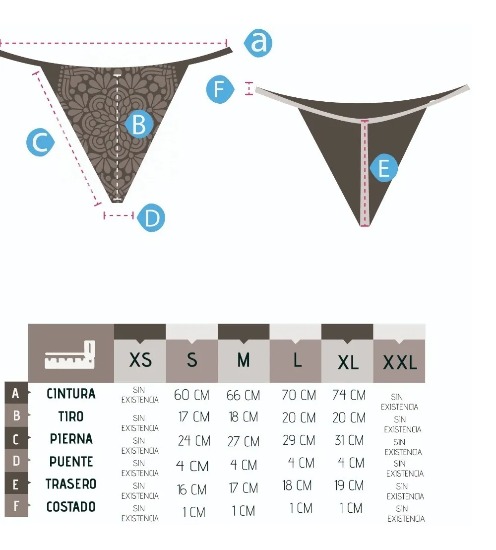 a
F
B
C
E
D
XS S M L XL XXL
A CINTURA SIN EXISTENCIA 60 CM 66 CM 70 CM 74 CM SIN EXISTENCIA
B TIRO SIN EXISTENCIA 17 CM 18 CM 20 CM 20 CM SIN EXISTENCIA
C PIERNA SIN EXISTENCIA 24 CM 27 CM 29 CM 31 CM SIN EXISTENCIA
D PUENTE SIN EXISTENCIA 4 CM 4 CM 4 CM 4 CM SIN EXISTENCIA
E TRASERO SIN EXISTENCIA 16 CM 17 CM 18 CM 19 CM SIN EXISTENCIA
F COSTADO SIN EXISTENCIA 1 CM 1 CM 1 CM 1 CM SIN EXISTENCIA